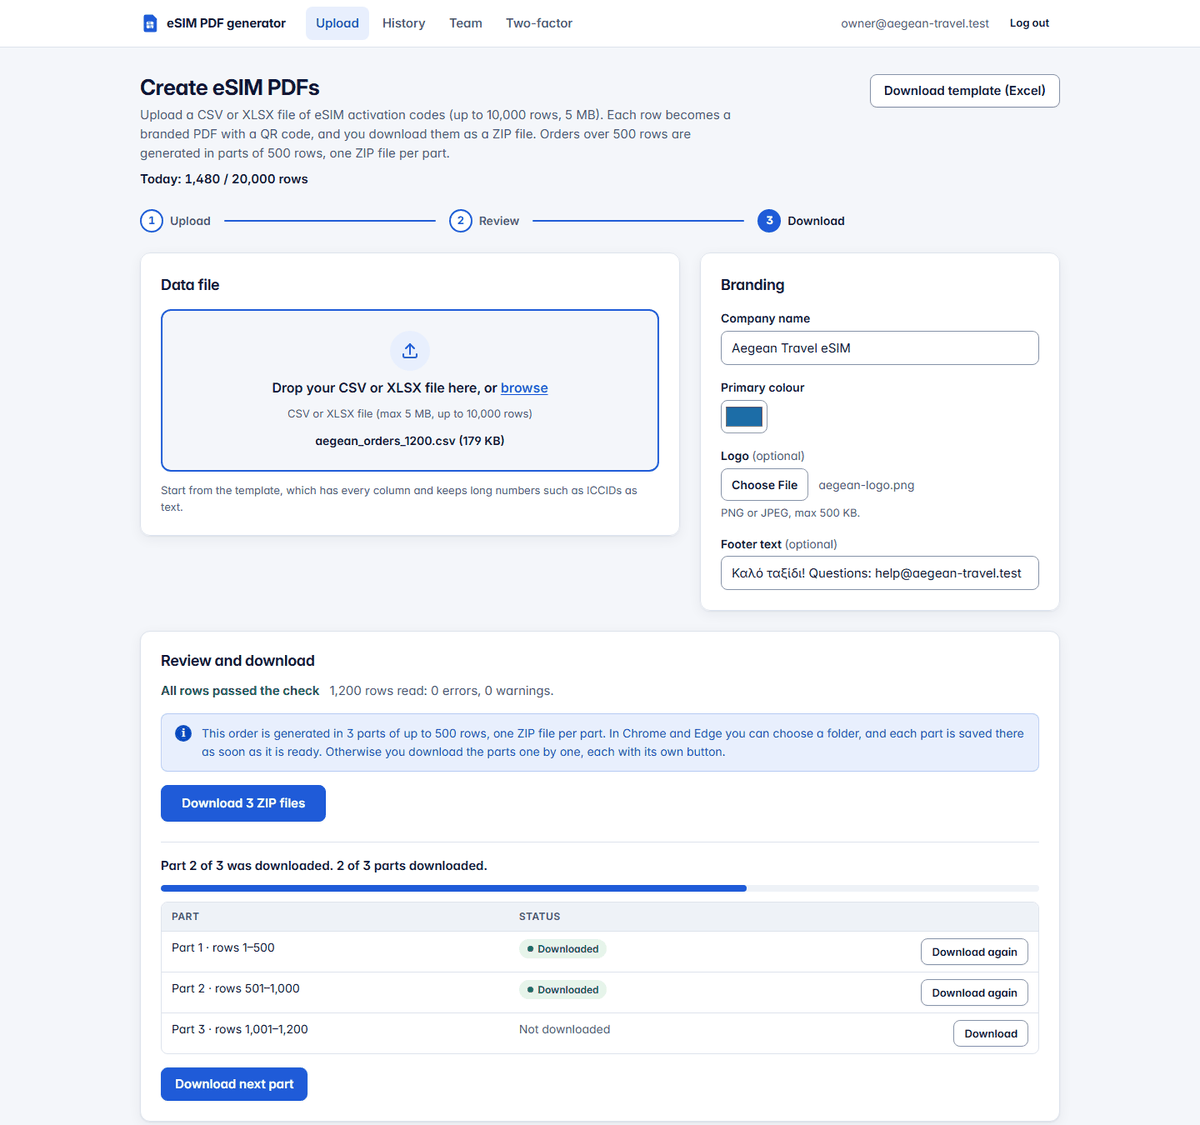 eSIM PDF generator
Upload
History
Team
Two-factor
owner@aegean-travel.test
Log out
Create eSIM PDFs
Download template (Excel)
Upload a CSV or XLSX file of eSIM activation codes (up to 10,000 rows, 5 MB). Each row becomes a
branded PDF with a QR code, and you download them as a ZIP file. Orders over 500 rows are
generated in parts of 500 rows, one ZIP file per part.
Today: 1,480 / 20,000 rows
1 Upload
2 Review
3 Download
Data file
Drop your CSV or XLSX file here, or browse
CSV or XLSX file (max 5 MB, up to 10,000 rows)
aegean_orders_1200.csv (179 KB)
Start from the template, which has every column and keeps long numbers such as ICCIDs as
text.
Branding
Company name
Aegean Travel eSIM
Primary colour
Logo (optional)
Choose File aegean-logo.png
PNG or JPEG, max 500 KB.
Footer text (optional)
Καλό ταξίδι! Questions: help@aegean-travel.test
Review and download
All rows passed the check 1,200 rows read: 0 errors, 0 warnings.
This order is generated in 3 parts of up to 500 rows, one ZIP file per part. In Chrome and Edge you can choose a folder, and each part is saved there
as soon as it is ready. Otherwise you download the parts one by one, each with its own button.
Download 3 ZIP files
Part 2 of 3 was downloaded. 2 of 3 parts downloaded.
PART STATUS
Part 1 · rows 1–500 Downloaded Download again
Part 2 · rows 501–1,000 Downloaded Download again
Part 3 · rows 1,001–1,200 Not downloaded Download
Download next part